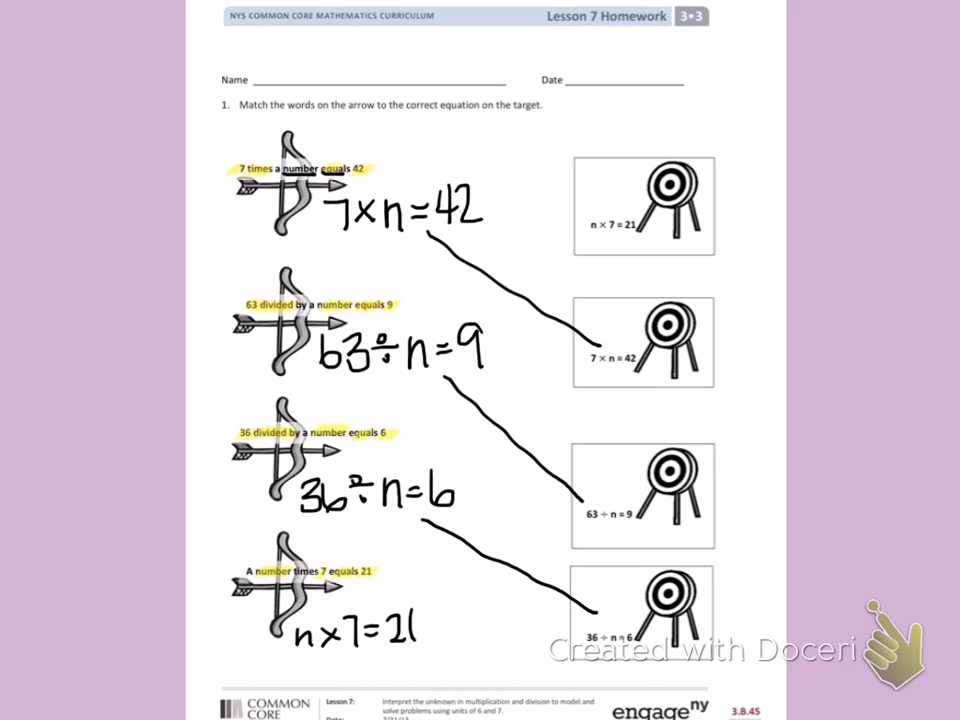 NYS COMMON CORE MATHEMATICS CURRICULUM
Lesson 7 Homework
3•3
Name
Date
1. Match the words on the arrow to the correct equation on the target.
7 times a number equals 42
7 × n = 42
n × 7 = 21
63 divided by a number equals 9
63 ÷ n = 9
7 × n = 42
36 divided by a number equals 6
36 ÷ n = 6
63 ÷ n = 9
A number times 7 equals 21
n × 7 = 21
36 ÷ n = 6
Created with Doceri
COMMON CORE
Lesson 7:
Interpret the unknown in multiplication and division to model and
solve problems using units of 6 and 7.
engage ny
3.B.45